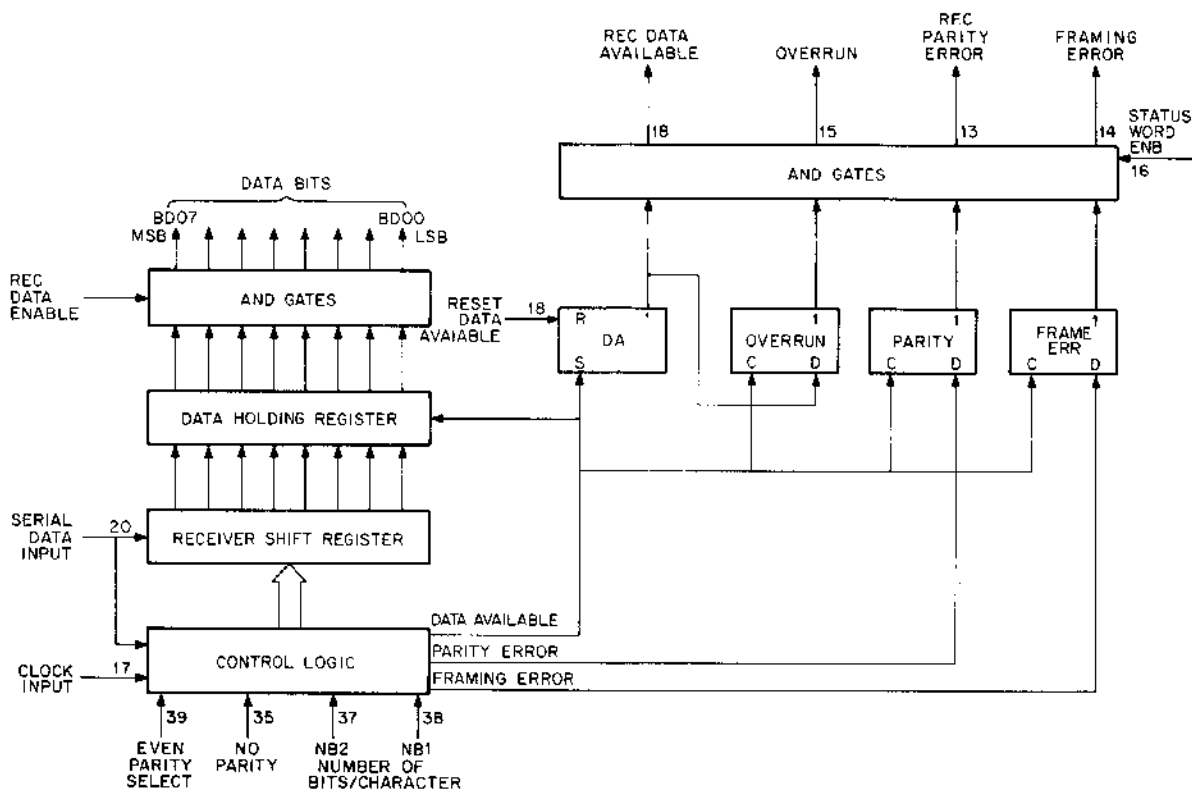 REC DATA
AVAILABLE
OVERRUN
REC
PARITY
ERROR
FRAMING
ERROR
18
15
13
14
STATUS
WORD
ENB
16
AND GATES
DATA BITS
BD07
MSB
BD00
LSB
REC
DATA
ENABLE
AND GATES
RESET
DATA
AVAIABLE
18
R
1
DA
S
1
OVERRUN
C
D
1
PARITY
C
D
1
FRAME
ERR
C
D
DATA HOLDING REGISTER
SERIAL
DATA
INPUT
20
RECEIVER SHIFT REGISTER
DATA AVAILABLE
CONTROL LOGIC
PARITY ERROR
FRAMING ERROR
CLOCK
INPUT
17
39
35
37
38
EVEN
PARITY
SELECT
NO
PARITY
NB2
NB1
NUMBER OF
BITS/CHARACTER